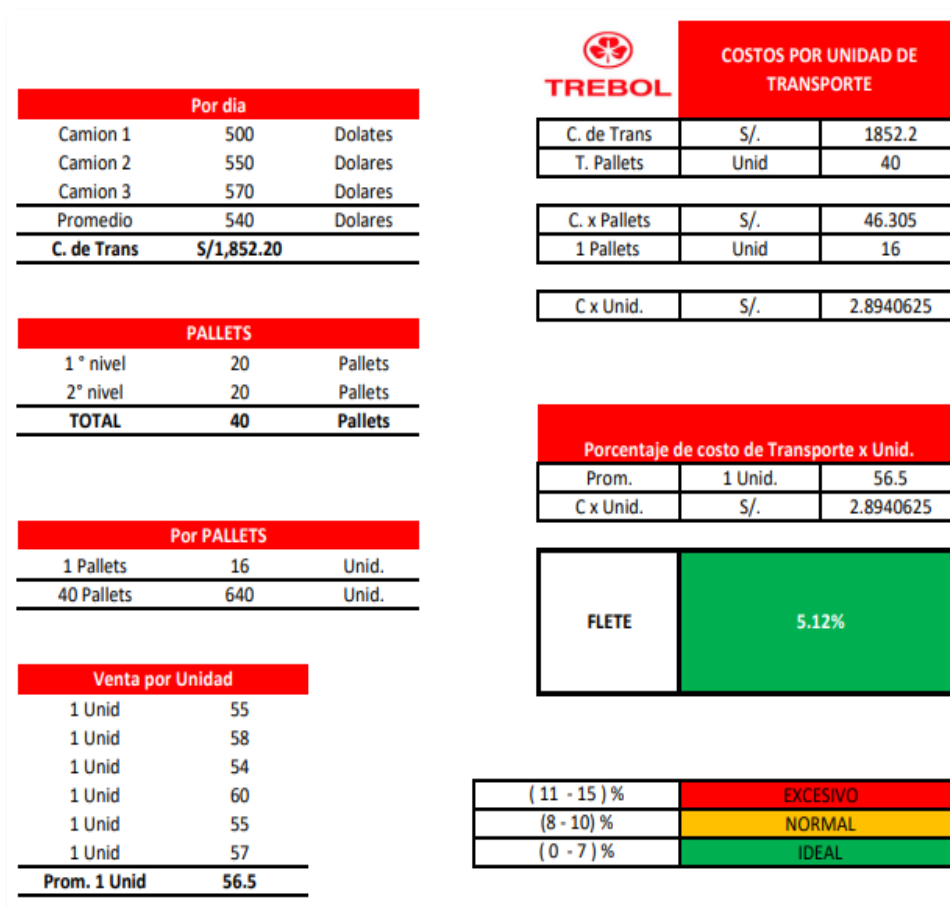 Por dia
Camion 1 500 Dolates
Camion 2 550 Dolares
Camion 3 570 Dolares
Promedio 540 Dolares
C. de Trans S/1,852.20
PALLETS
1 ° nivel 20 Pallets
2° nivel 20 Pallets
TOTAL 40 Pallets
Por PALLETS
1 Pallets 16 Unid.
40 Pallets 640 Unid.
Venta por Unidad
1 Unid 55
1 Unid 58
1 Unid 54
1 Unid 60
1 Unid 55
1 Unid 57
Prom. 1 Unid 56.5
TREBOL
COSTOS POR UNIDAD DE
TRANSPORTE
C. de Trans S/. 1852.2
T. Pallets Unid 40
C. x Pallets S/. 46.305
1 Pallets Unid 16
C x Unid. S/. 2.8940625
Porcentaje de costo de Transporte x Unid.
Prom. 1 Unid. 56.5
C x Unid. S/. 2.8940625
FLETE 5.12%
( 11 - 15 ) % EXCESIVO
(8 - 10) % NORMAL
( 0 - 7 ) % IDEAL